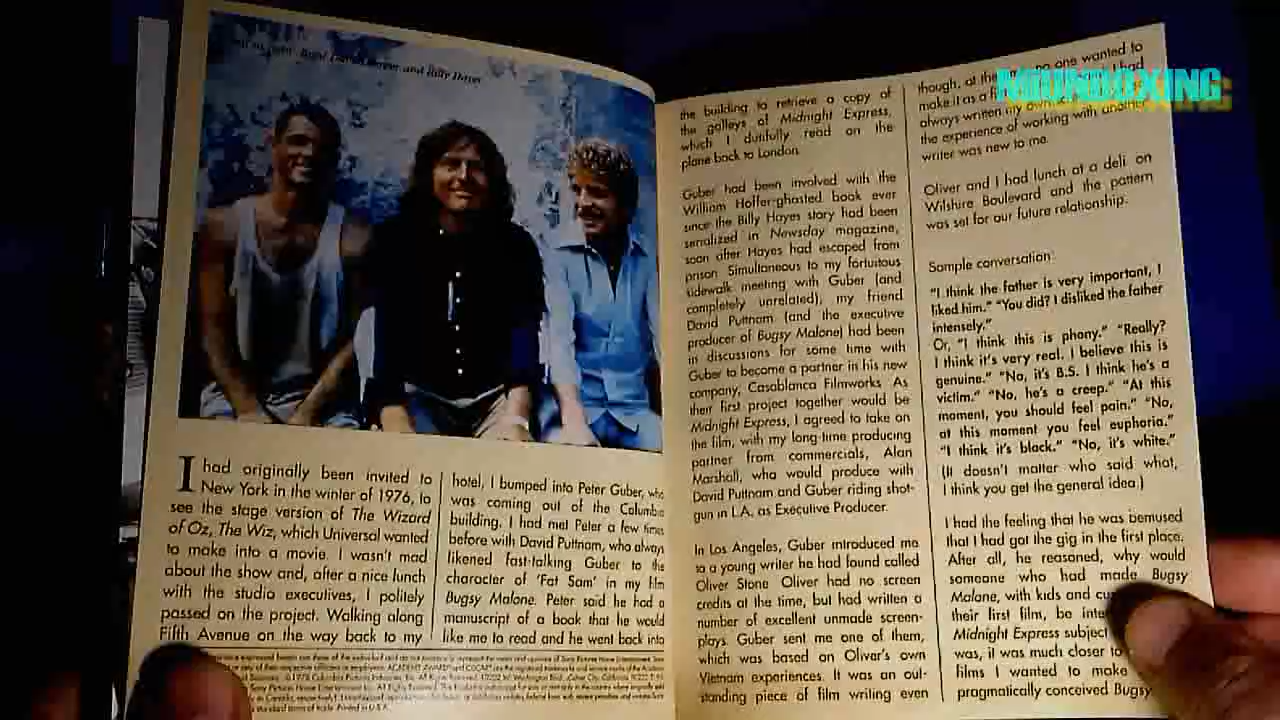 and Billy Hayes
MIUNBOXING
I had originally been invited to
New York in the winter of 1976, to
see the stage version of The Wizard
of Oz, The Wiz, which Universal wanted
to make into a movie. I wasn't mad
about the show and, after a nice lunch
with the studio executives, I politely
passed on the project. Walking along
Fifth Avenue on the way back to my
hotel, I bumped into Peter Guber, who
was coming out of the Columbia
building. I had met Peter a few times
before with David Puttnam, who always
likened fast-talking Guber to the
character of 'Fat Sam' in my film
Bugsy Malone. Peter said he had a
manuscript of a book that he would
like me to read and he went back into
the building to retrieve a copy of
the galleys of Midnight Express,
which I dutifully read on the
plane back to London.
Guber had been involved with the
William Hoffer-ghosted book ever
since the Billy Hayes story had been
serialized in Newsday magazine,
soon after Hayes had escaped from
prison. Simultaneous to my fortuitous
sidewalk meeting with Guber (and
completely unrelated), my friend
David Puttnam (and the executive
producer of Bugsy Malone) had been
in discussions for some time with
Guber to become a partner in his new
company, Casablanca Filmworks. As
their first project together would be
Midnight Express, I agreed to take on
the film, with my long-time producing
partner from commercials, Alan
Marshall, who would produce with
David Puttnam and Guber riding shot-
gun in L.A. as Executive Producer.
In Los Angeles, Guber introduced me
to a young writer he had found called
Oliver Stone. Oliver had no screen
credits at the time, but had written a
number of excellent unmade screen-
plays. Guber sent me one of them,
which was based on Oliver's own
Vietnam experiences. It was an out-
standing piece of film writing even
though, at the no one wanted to
make it as a I had
always written my own another
the experience of working with
writer was new to me.
Oliver and I had lunch at a deli on
Wilshire Boulevard and the pattern
was set for our future relationship.
Sample conversation:
"I think the father is very important, I
liked him." "You did? I disliked the father
intensely."
Or, "I think this is phony." "Really?
I think it's very real. I believe this is
genuine." "No, it's B.S. I think he's a
victim." "No, he's a creep." "At this
moment, you should feel pain." "No,
at this moment you feel euphoria."
"I think it's black." "No, it's white."
(It doesn't matter who said what,
I think you get the general idea.)
I had the feeling that he was bemused
that I had got the gig in the first place.
After all, he reasoned, why would
someone who had made Bugsy
Malone, with kids and
their first film, be
Midnight Express subject
was, it was much closer to
films I wanted to make
pragmatically conceived Bugsy